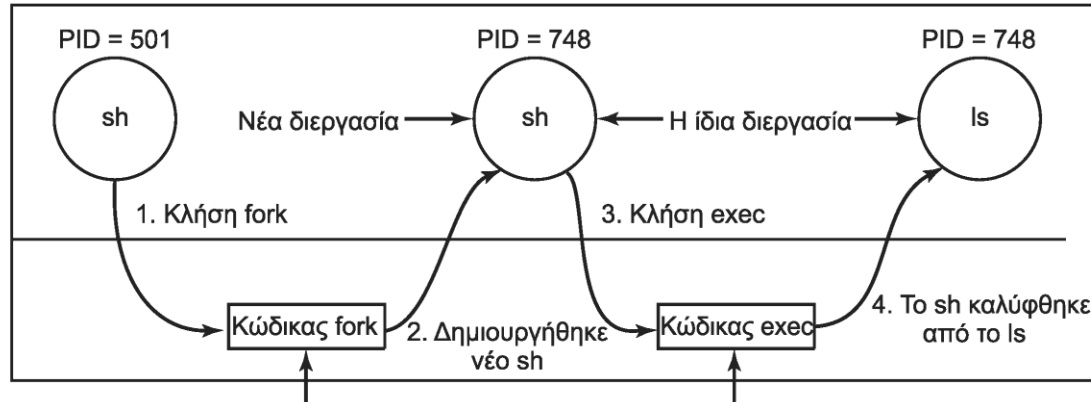 PID = 501
PID = 748
PID = 748
sh
Νέα διεργασία
sh
Η ίδια διεργασία
ls
1. Κλήση fork
3. Κλήση exec
Κώδικας fork
2. Δημιουργήθηκε
νέο sh
Κώδικας exec
4. Το sh καλύφθηκε
από το ls